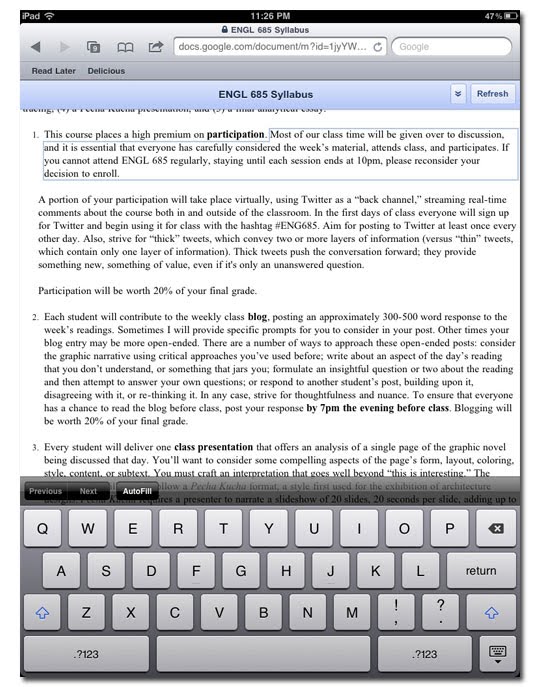 iPad 11:26 PM 47%
ENGL 685 Syllabus
docs.google.com/document/m?id=1jyYW... Google
Read Later Delicious
ENGL 685 Syllabus Refresh
tracing, (4) a Pecha Kucha presentation, and (5) a final analytical essay.
1. This course places a high premium on participation. Most of our class time will be given over to discussion,
and it is essential that everyone has carefully considered the week's material, attends class, and participates. If
you cannot attend ENGL 685 regularly, staying until each session ends at 10pm, please reconsider your
decision to enroll.
A portion of your participation will take place virtually, using Twitter as a “back channel,” streaming real-time
comments about the course both in and outside of the classroom. In the first days of class everyone will sign up
for Twitter and begin using it for class with the hashtag #ENG685. Aim for posting to Twitter at least once every
other day. Also, strive for “thick” tweets, which convey two or more layers of information (versus “thin” tweets,
which contain only one layer of information). Thick tweets push the conversation forward; they provide
something new, something of value, even if it's only an unanswered question.
Participation will be worth 20% of your final grade.
2. Each student will contribute to the weekly class blog, posting an approximately 300-500 word response to the
week's readings. Sometimes I will provide specific prompts for you to consider in your post. Other times your
blog entry may be more open-ended. There are a number of ways to approach these open-ended posts: consider
the graphic narrative using critical approaches you've used before; write about an aspect of the day's reading
that you don't understand, or something that jars you; formulate an insightful question or two about the reading
and then attempt to answer your own questions; or respond to another student's post, building upon it,
disagreeing with it, or re-thinking it. In any case, strive for thoughtfulness and nuance. To ensure that everyone
has a chance to read the blog before class, post your response by 7pm the evening before class. Blogging will
be worth 20% of your final grade.
3. Every student will deliver one class presentation that offers an analysis of a single page of the graphic novel
being discussed that day. You'll want to consider some compelling aspects of the page's form, layout, coloring,
style, content, or subtext. You must craft an interpretation that goes well beyond “this is interesting.” The
follow a Pecha Kucha format, a style first used for the exhibition of architecture
design. Pecha Kucha requires a presenter to narrate a slideshow of 20 slides, 20 seconds per slide, adding up to
Previous Next AutoFill
Q W E R T Y U I O P
A S D F G H J K L return
Z X C V B N M ! , ? .
.?123 .?123